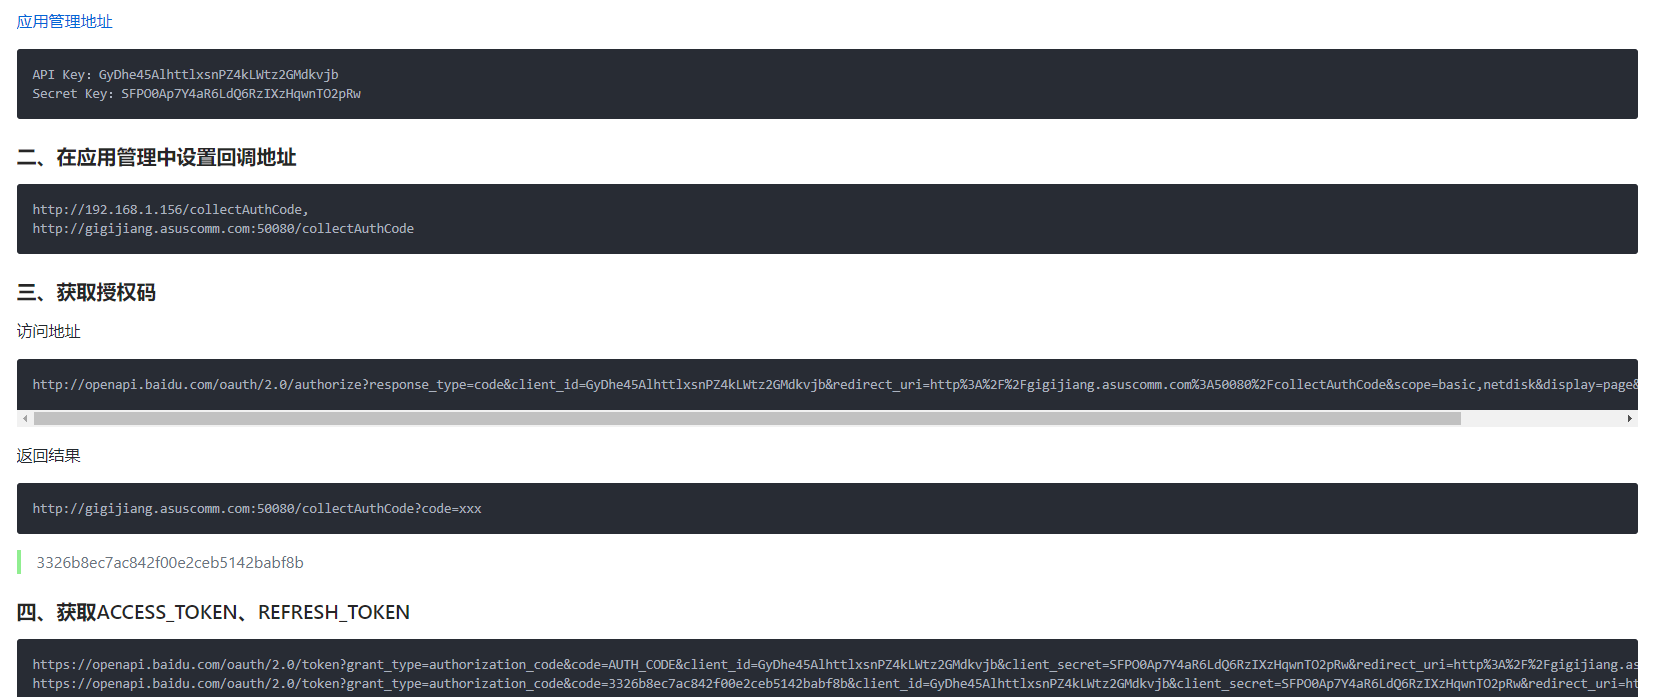 应用管理地址
API Key: GyDhe45AlhttlxsnPZ4kLWtz2GMdkvjb
Secret Key: SFPO0Ap7Y4aR6LdQ6RzIXzHqwnTO2pRw
二、在应用管理中设置回调地址
http://192.168.1.156/collectAuthCode,
http://gigijiang.asuscomm.com:50080/collectAuthCode
三、获取授权码
访问地址
http://openapi.baidu.com/oauth/2.0/authorize?response_type=code&client_id=GyDhe45AlhttlxsnPZ4kLWtz2GMdkvjb&redirect_uri=http%3A%2F%2Fgigijiang.asuscomm.com%3A50080%2FcollectAuthCode&scope=basic,netdisk&display=page&
返回结果
http://gigijiang.asuscomm.com:50080/collectAuthCode?code=xxx
3326b8ec7ac842f00e2ceb5142babf8b
四、获取ACCESS_TOKEN、REFRESH_TOKEN
https://openapi.baidu.com/oauth/2.0/token?grant_type=authorization_code&code=AUTH_CODE&client_id=GyDhe45AlhttlxsnPZ4kLWtz2GMdkvjb&client_secret=SFPO0Ap7Y4aR6LdQ6RzIXzHqwnTO2pRw&redirect_uri=http%3A%2F%2Fgigijiang.as
https://openapi.baidu.com/oauth/2.0/token?grant_type=authorization_code&code=3326b8ec7ac842f00e2ceb5142babf8b&client_id=GyDhe45AlhttlxsnPZ4kLWtz2GMdkvjb&client_secret=SFPO0Ap7Y4aR6LdQ6RzIXzHqwnTO2pRw&redirect_uri=ht